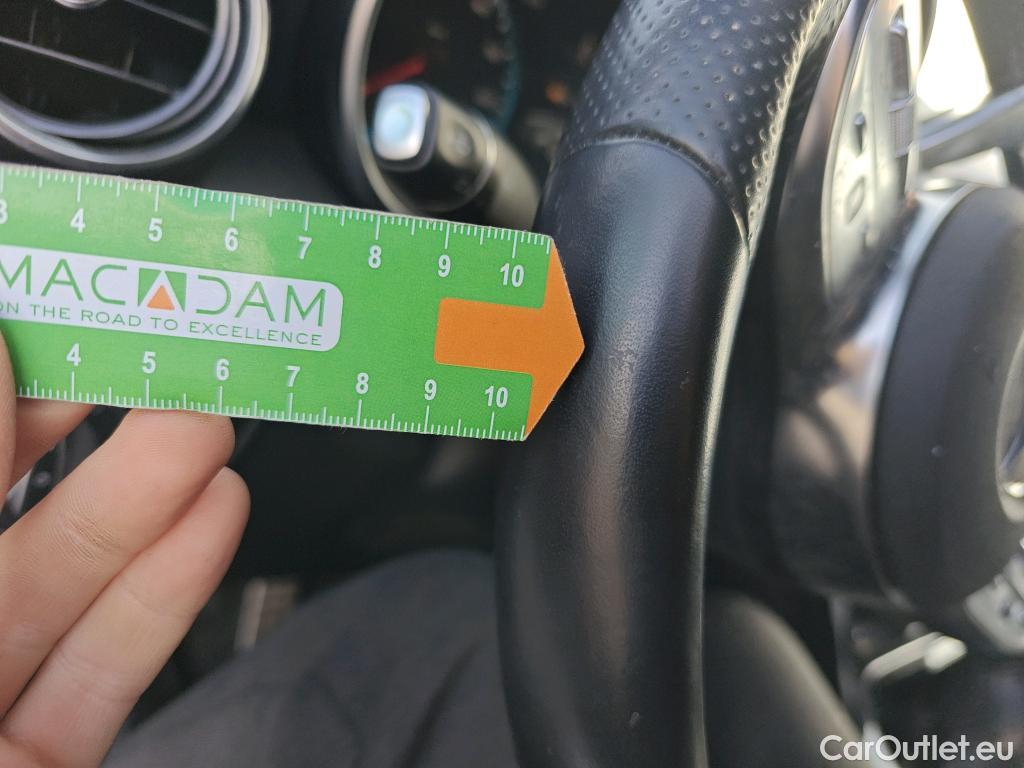 3 4 5 6 7 8 9 10
MACADAM
ON THE ROAD TO EXCELLENCE
4 5 6 7 8 9 10
CarOutlet.eu